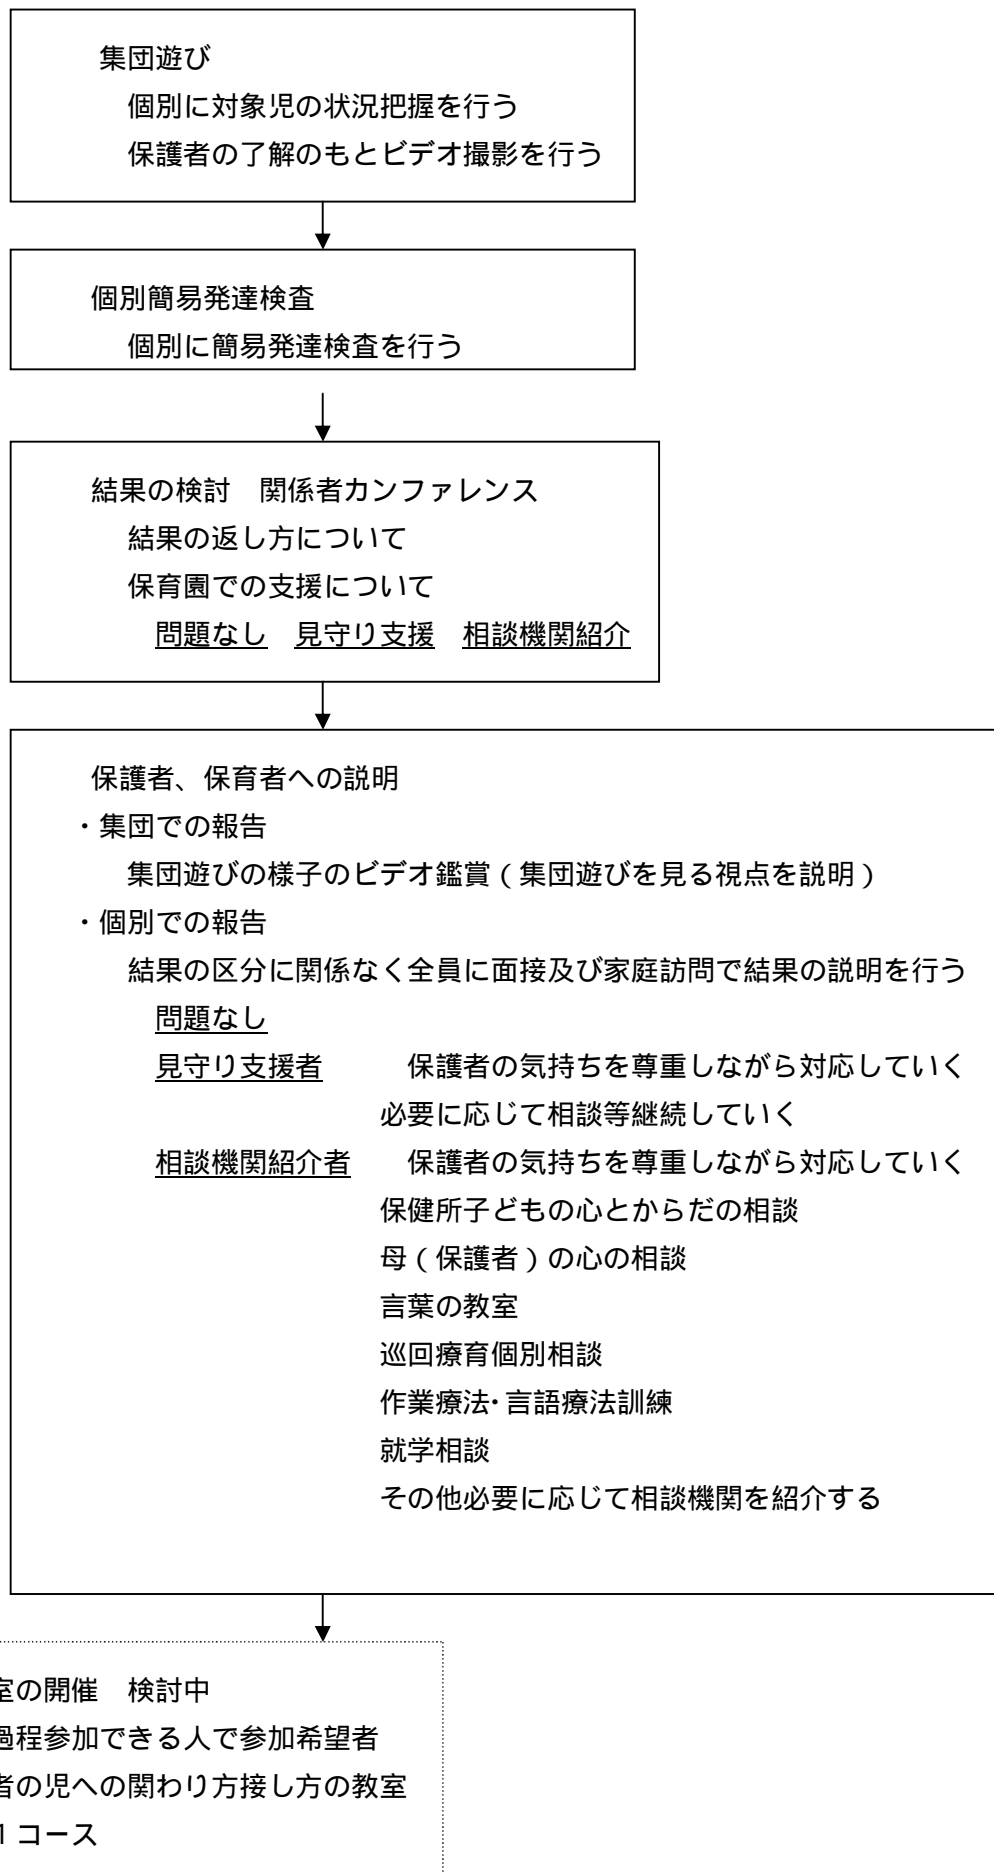 集団遊び
個別に対象児の状況把握を行う
保護者の了解のもとビデオ撮影を行う
個別簡易発達検査
個別に簡易発達検査を行う
結果の検討　関係者カンファレンス
結果の返し方について
保育園での支援について
問題なし　見守り支援　相談機関紹介
保護者、保育者への説明
・集団での報告
集団遊びの様子のビデオ鑑賞（集団遊びを見る視点を説明）
・個別での報告
結果の区分に関係なく全員に面接及び家庭訪問で結果の説明を行う
問題なし
見守り支援者　　　保護者の気持ちを尊重しながら対応していく
必要に応じて相談等継続していく
相談機関紹介者　　保護者の気持ちを尊重しながら対応していく
保健所子どもの心とからだの相談
母（保護者）の心の相談
言葉の教室
巡回療育個別相談
作業療法・言語療法訓練
就学相談
その他必要に応じて相談機関を紹介する
室の開催　検討中
過程参加できる人で参加希望者
者の児への関わり方接し方の教室
1 コース